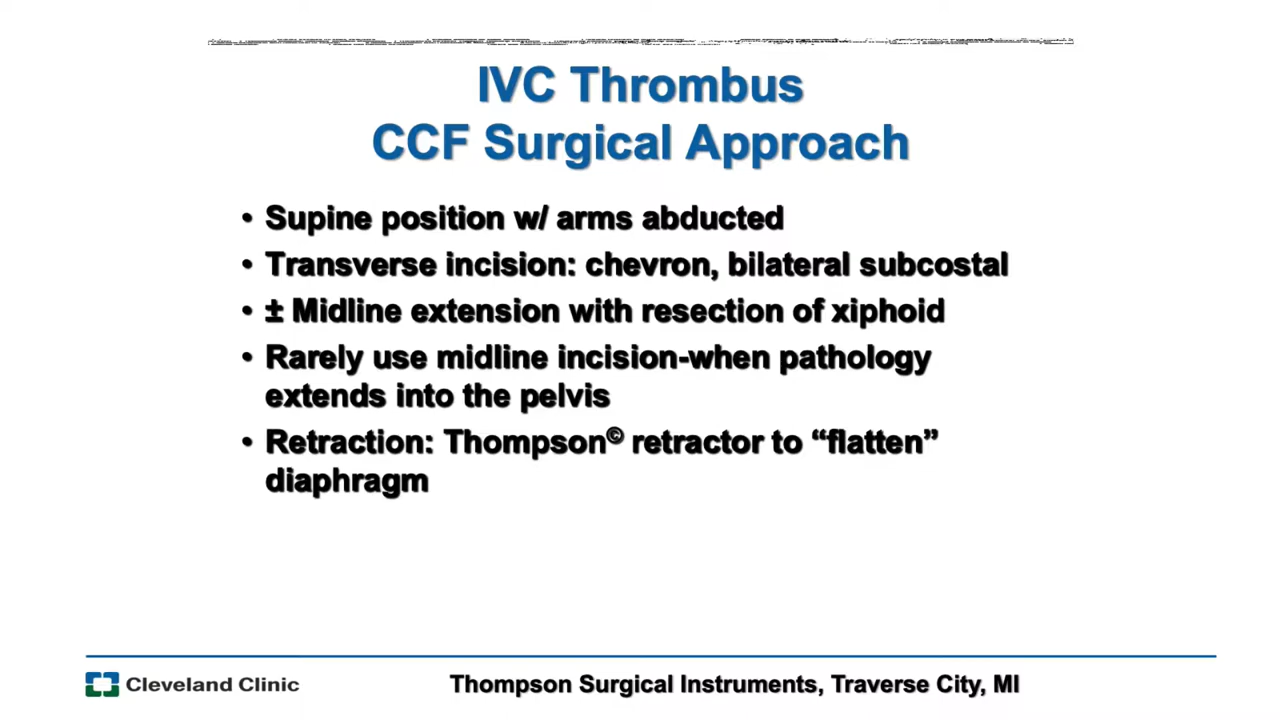 IVC Thrombus
CCF Surgical Approach
• Supine position w/ arms abducted
• Transverse incision: chevron, bilateral subcostal
• ± Midline extension with resection of xiphoid
• Rarely use midline incision-when pathology
extends into the pelvis
• Retraction: Thompson© retractor to “flatten”
diaphragm
Cleveland Clinic
Thompson Surgical Instruments, Traverse City, MI